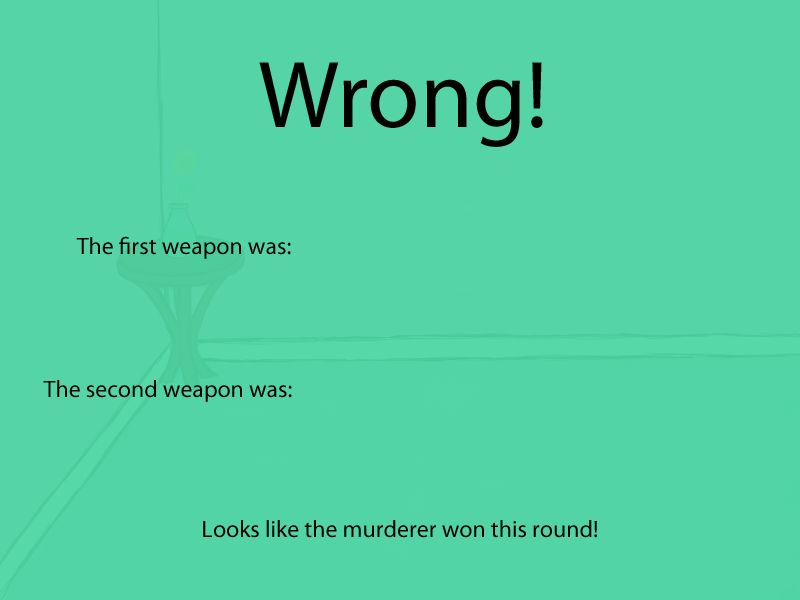 Wrong!
The first weapon was:
The second weapon was:
Looks like the murderer won this round!